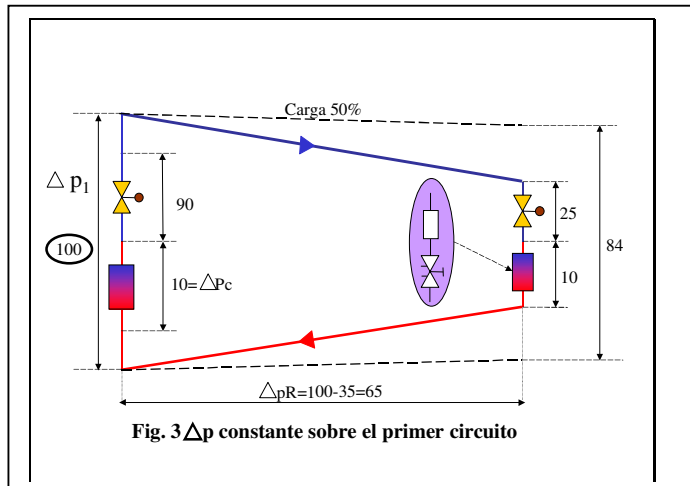 Carga 50%
△ p1
90
25
100
84
10=△Pc
10
△pR=100-35=65
Fig. 3 △p constante sobre el primer circuito